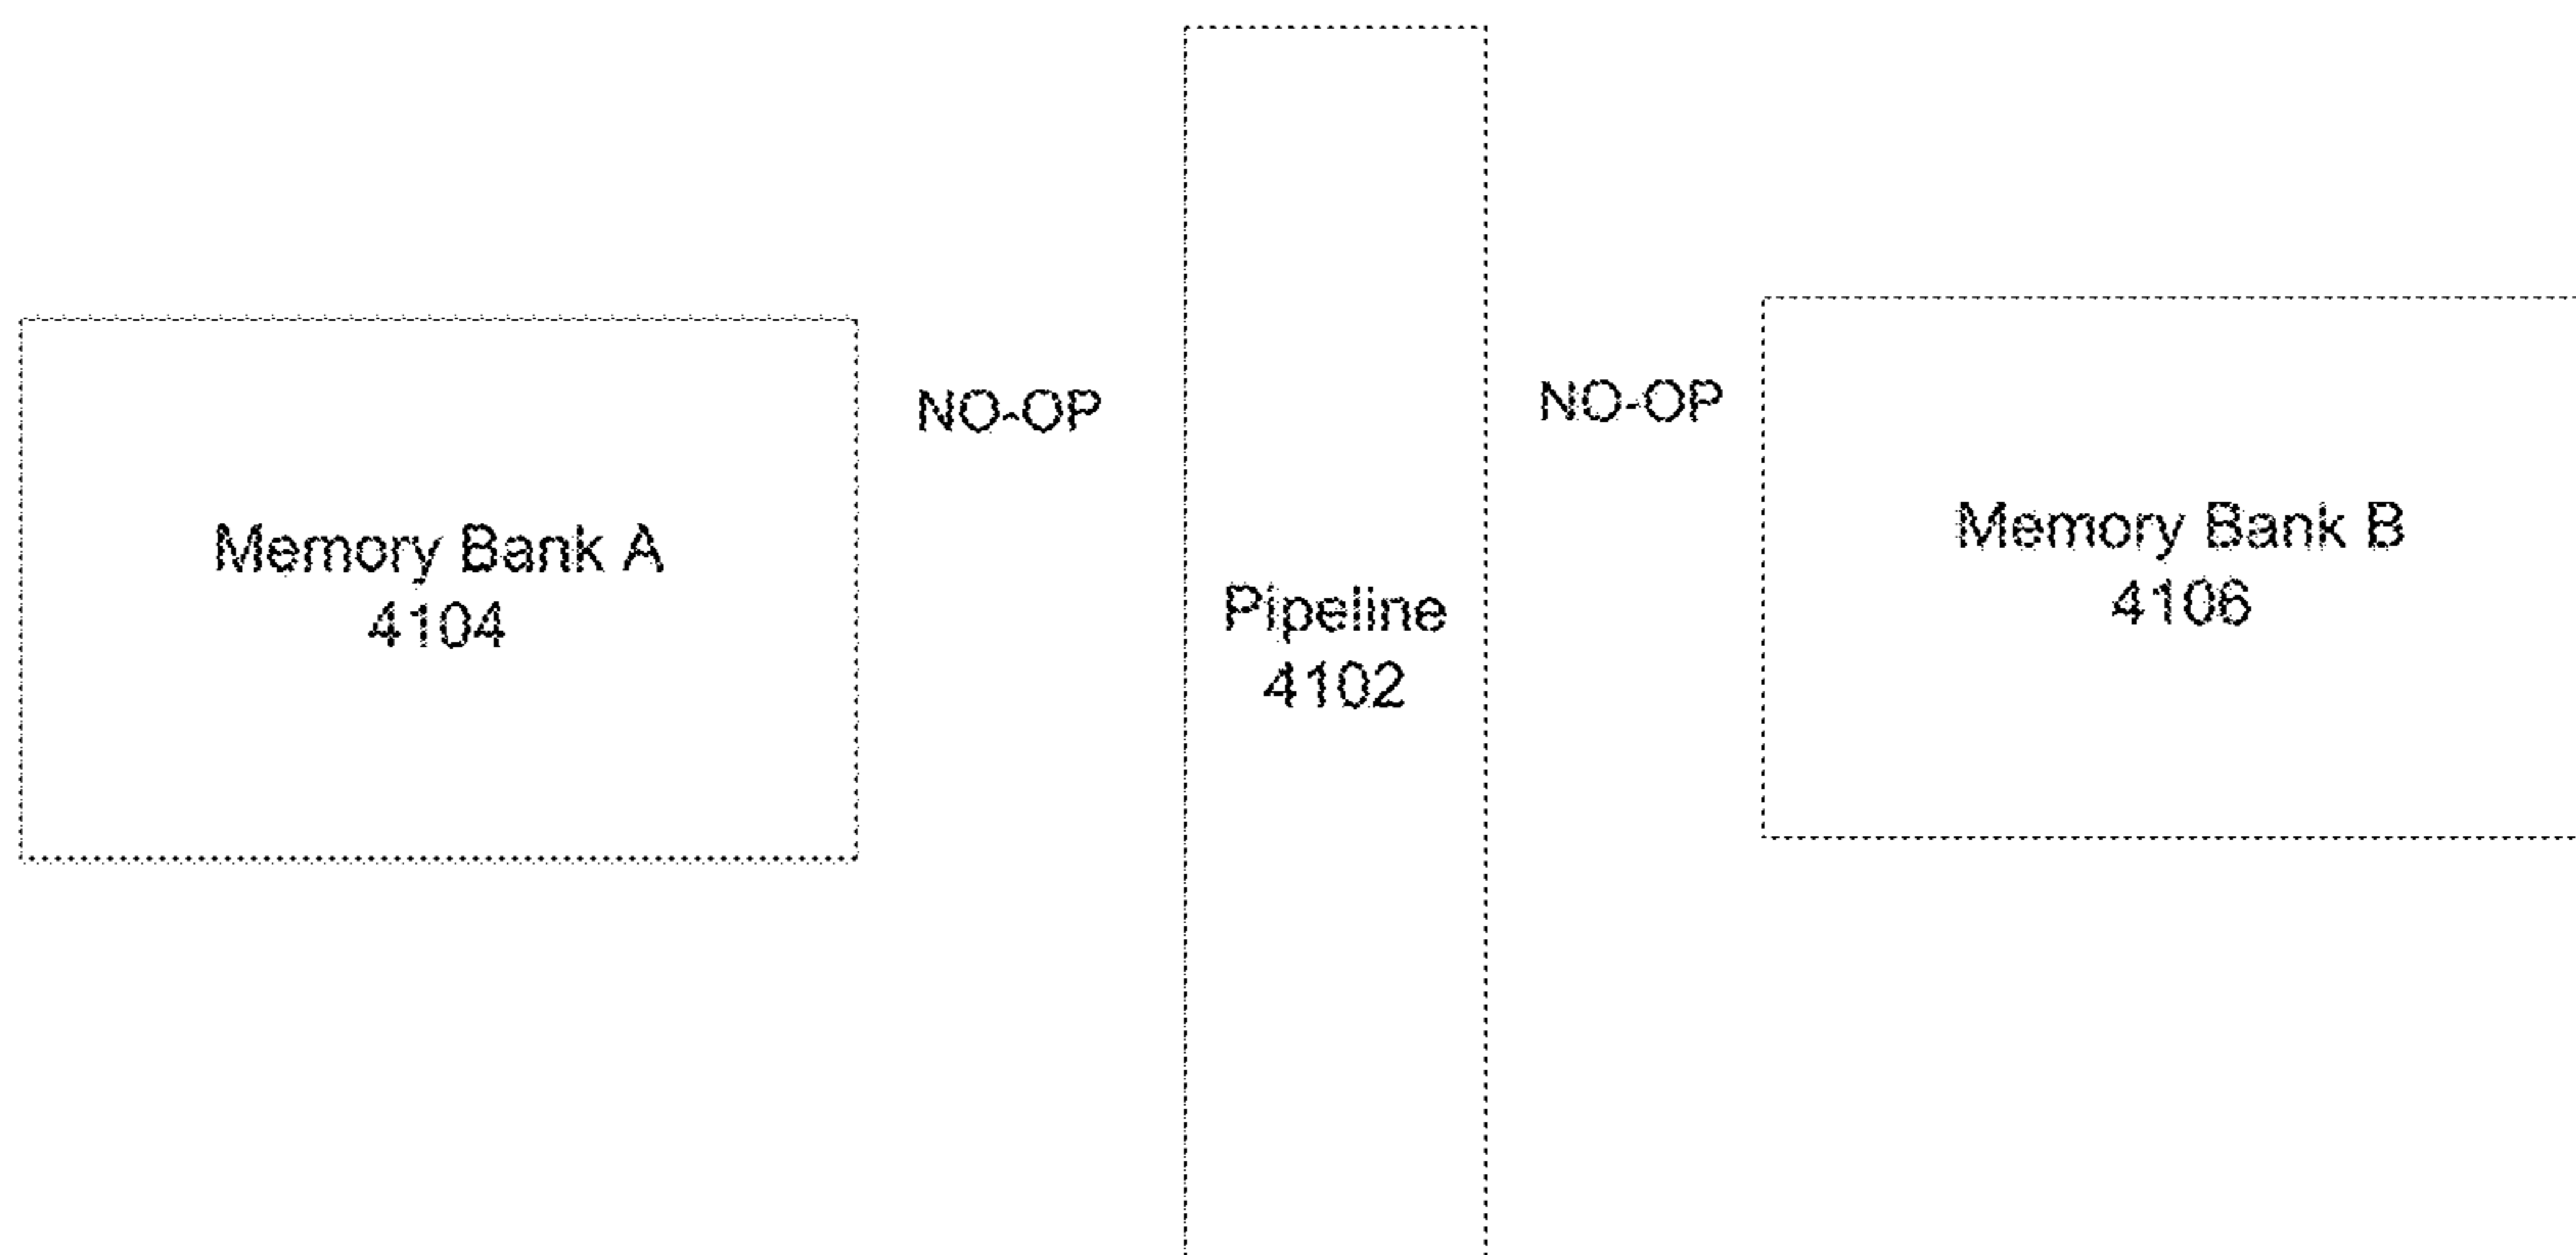 NO-OP
NO-OP
Memory Bank A
4104
Pipeline
4102
Memory Bank B
4106